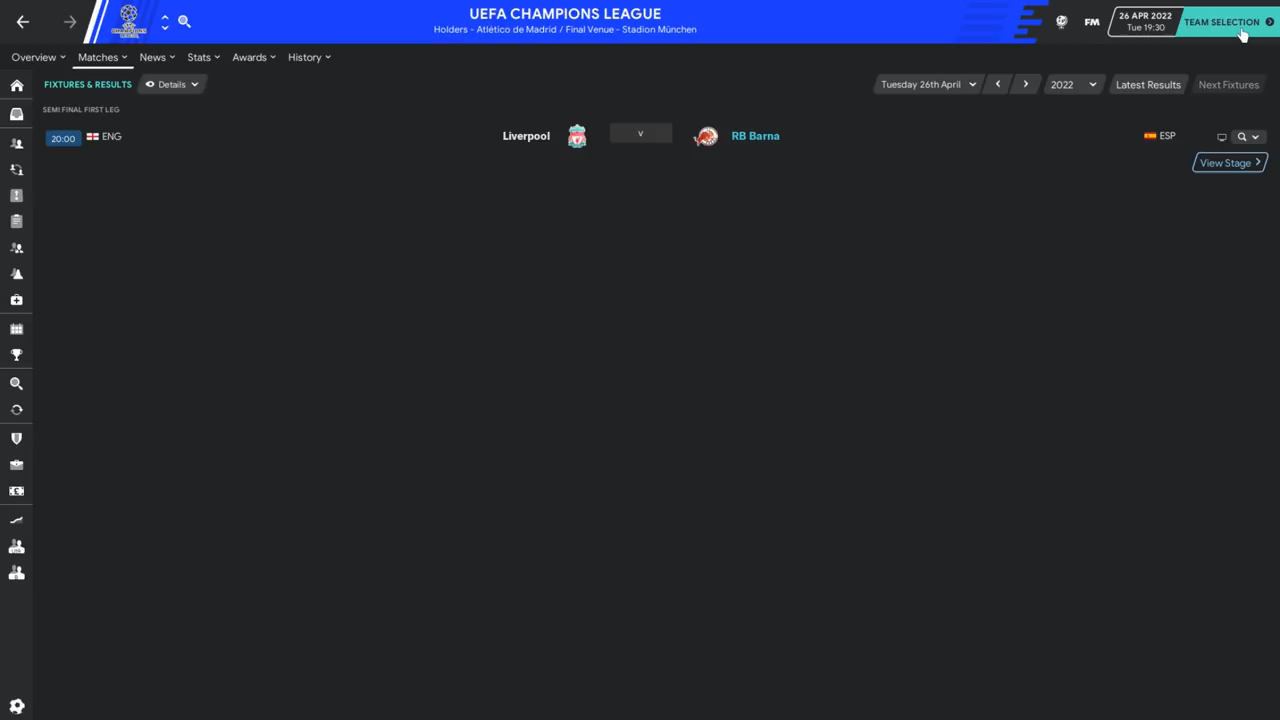 UEFA CHAMPIONS LEAGUE
Holders - Atlético de Madrid / Final Venue - Stadion München
FM
26 APR 2022
Tue 19:30
TEAM SELECTION
Overview
Matches
News
Stats
Awards
History
FIXTURES & RESULTS
Details
Tuesday 26th April
2022
Latest Results
Next Fixtures
SEMI FINAL FIRST LEG
20:00
ENG
Liverpool
v
RB Barna
ESP
View Stage